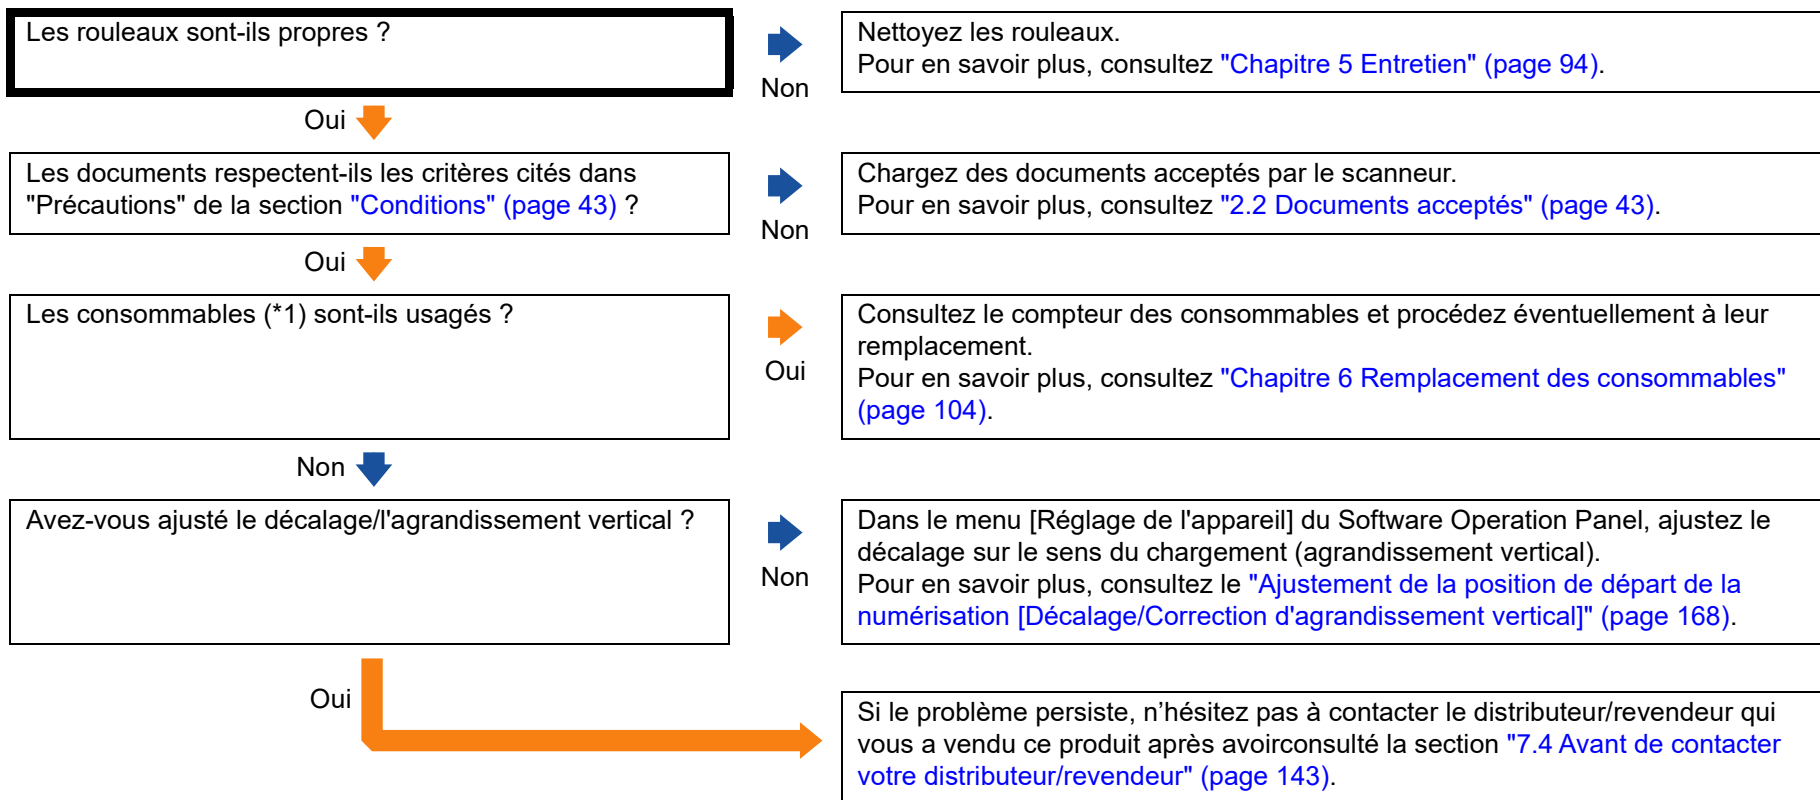 Les rouleaux sont-ils propres ?
Non
Nettoyez les rouleaux.
Pour en savoir plus, consultez "Chapitre 5 Entretien" (page 94).
Oui
Les documents respectent-ils les critères cités dans
"Précautions" de la section "Conditions" (page 43) ?
Non
Chargez des documents acceptés par le scanneur.
Pour en savoir plus, consultez "2.2 Documents acceptés" (page 43).
Oui
Les consommables (*1) sont-ils usagés ?
Oui
Consultez le compteur des consommables et procédez éventuellement à leur
remplacement.
Pour en savoir plus, consultez "Chapitre 6 Remplacement des consommables"
(page 104).
Non
Avez-vous ajusté le décalage/l'agrandissement vertical ?
Non
Dans le menu [Réglage de l'appareil] du Software Operation Panel, ajustez le
décalage sur le sens du chargement (agrandissement vertical).
Pour en savoir plus, consultez le "Ajustement de la position de départ de la
numérisation [Décalage/Correction d'agrandissement vertical]" (page 168).
Oui
Si le problème persiste, n’hésitez pas à contacter le distributeur/revendeur qui
vous a vendu ce produit après avoirconsulté la section "7.4 Avant de contacter
votre distributeur/revendeur" (page 143).